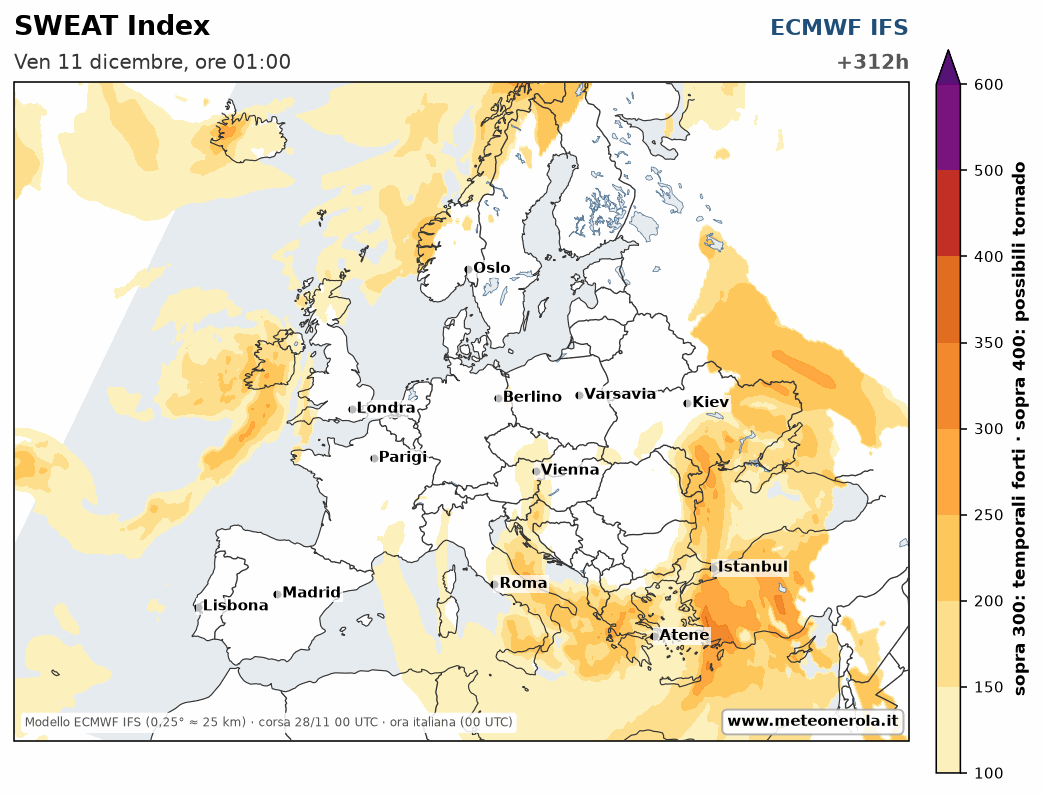 SWEAT Index
ECMWF IFS
Ven 11 dicembre, ore 01:00
+312h
600
500
400
350
300
250
200
150
100
sopra 300: temporali forti · sopra 400: possibili tornado
Oslo
Berlino
Varsavia
Kiev
Londra
Parigi
Vienna
Istanbul
Roma
Madrid
Lisbona
Atene
Modello ECMWF IFS (0,25° ≈ 25 km) · corsa 28/11 00 UTC · ora italiana (00 UTC)
www.meteonerola.it